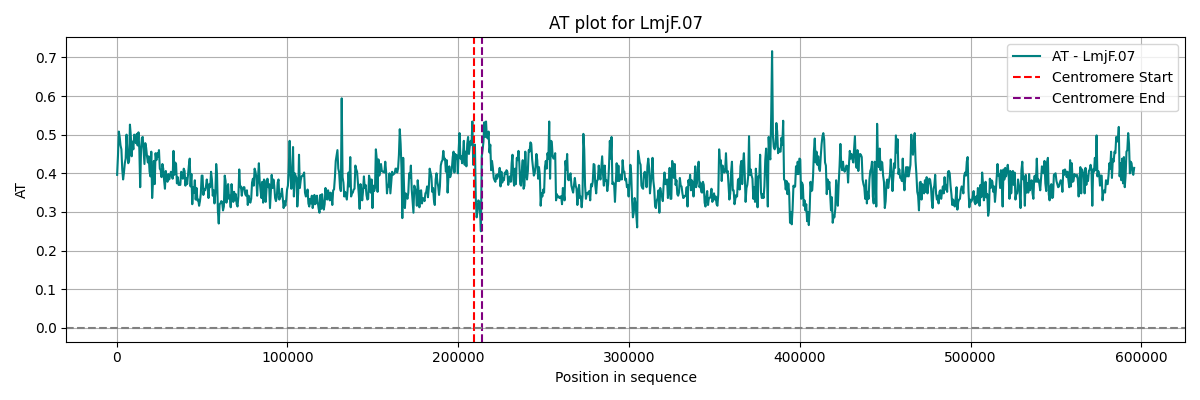 AT plot for LmjF.07
AT
0.7
0.6
0.5
0.4
0.3
0.2
0.1
0.0
AT - LmjF.07
Centromere Start
Centromere End
0 100000 200000 300000 400000 500000 600000
Position in sequence